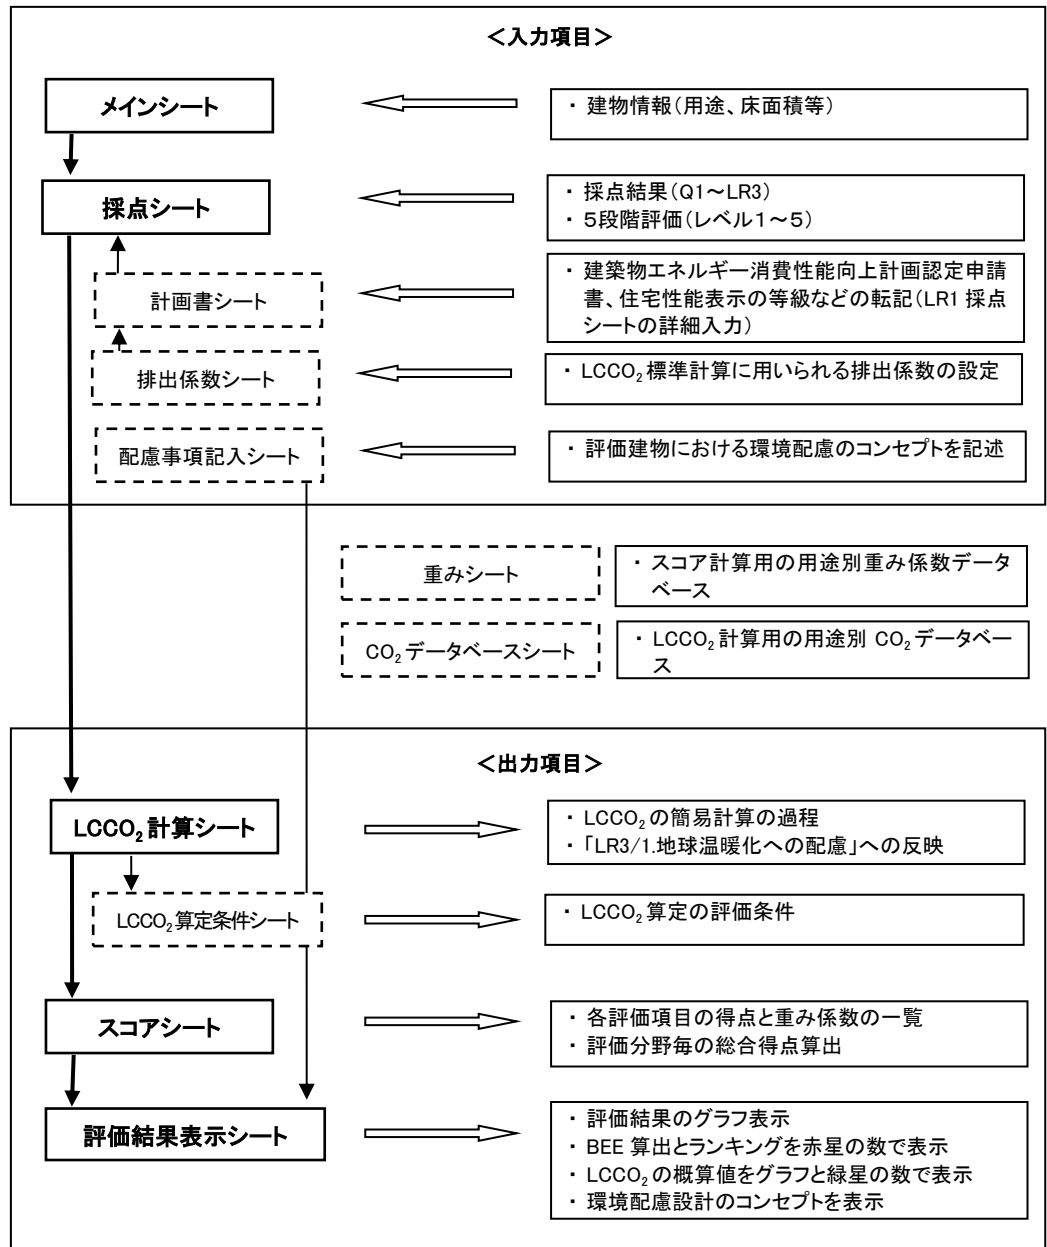 ＜入力項目＞
メインシート
・ 建物情報（用途、床面積等）
採点シート
・ 採点結果（Q1～LR3）
・ ５段階評価（レベル１～５）
計画書シート
・ 建築物エネルギー消費性能向上計画認定申請
書、住宅性能表示の等級などの転記（LR1 採点
シートの詳細入力）
排出係数シート
・ LCCO₂標準計算に用いられる排出係数の設定
配慮事項記入シート
・ 評価建物における環境配慮のコンセプトを記述
重みシート
・ スコア計算用の用途別重み係数データ
ベース
CO₂データベースシート
・ LCCO₂計算用の用途別 CO₂データベー
ス
＜出力項目＞
LCCO₂計算シート
・ LCCO₂の簡易計算の過程
・ 「LR3/1.地球温暖化への配慮」への反映
LCCO₂算定条件シート
・ LCCO₂算定の評価条件
スコアシート
・ 各評価項目の得点と重み係数の一覧
・ 評価分野毎の総合得点算出
評価結果表示シート
・ 評価結果のグラフ表示
・ BEE 算出とランキングを赤星の数で表示
・ LCCO₂の概算値をグラフと緑星の数で表示
・ 環境配慮設計のコンセプトを表示